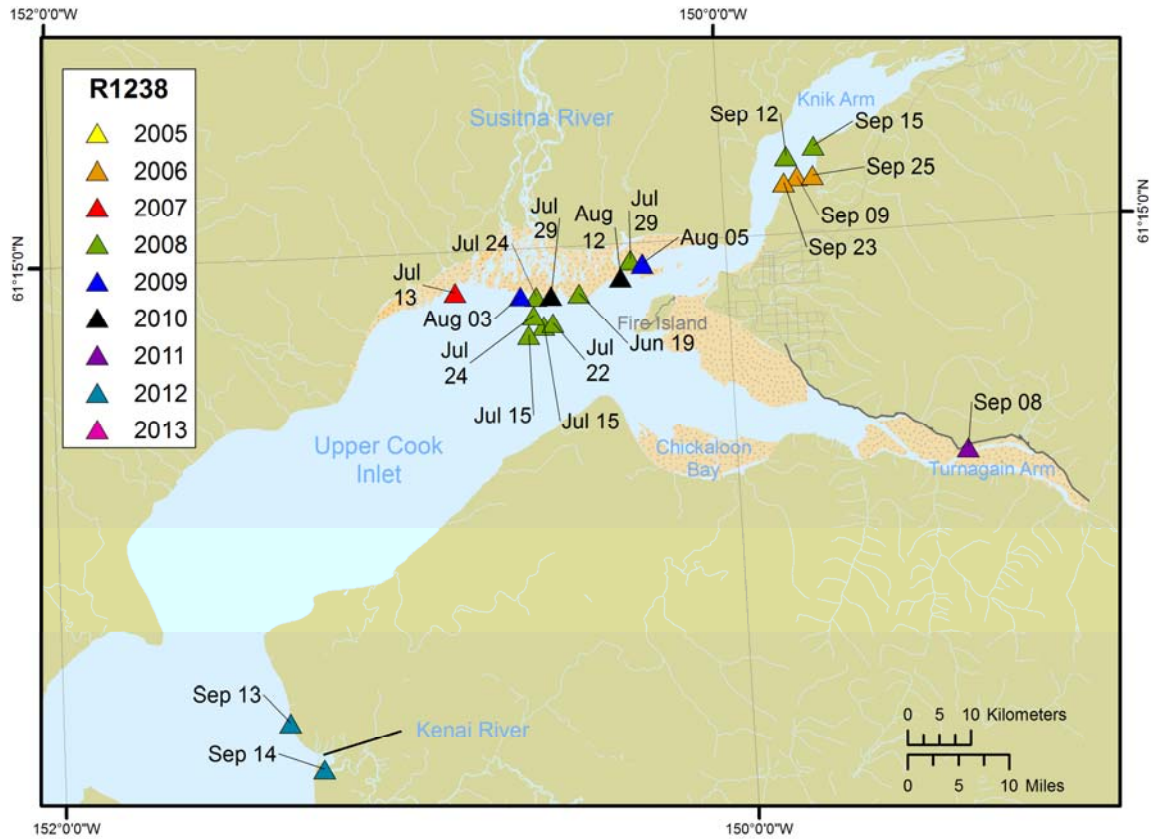 152°0'0"W
150°0'0"W
R1238
2005
2006
2007
2008
2009
2010
2011
2012
2013
Susitna River
Knik Arm
Sep 12
Sep 15
Sep 25
Sep 09
Sep 23
61°15'0"N
61°15'0"N
Jul
29
Aug
12
Jul
29
Jul 24
Aug 05
Jul
13
Aug 03
Fire Island
Jun 19
Jul
24
Jul
22
Jul 15
Jul 15
Sep 08
Upper Cook
Inlet
Chickaloon
Bay
Turnagain Arm
Sep 13
Kenai River
Sep 14
0 5 10 Kilometers
0 5 10 Miles
152°0'0"W
150°0'0"W